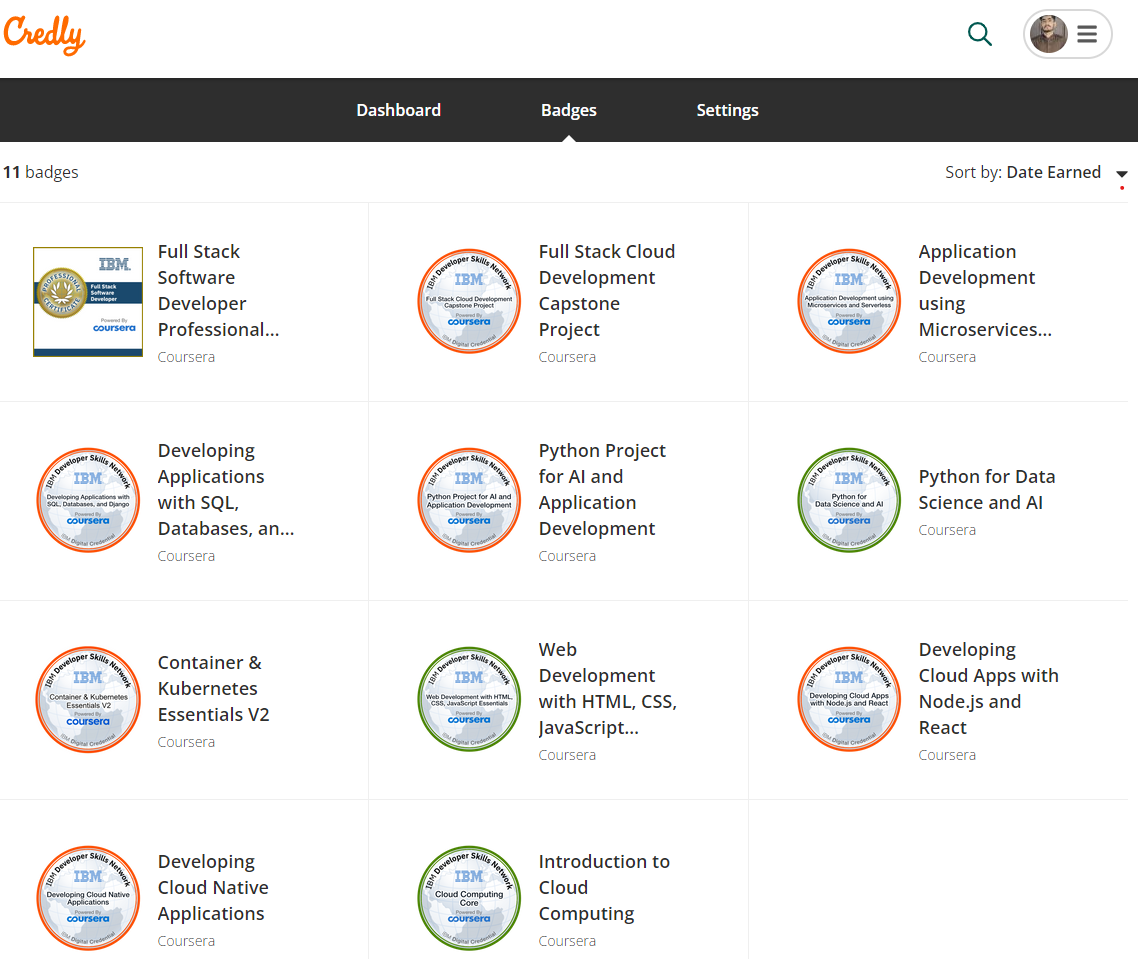 Credly
Dashboard
Badges
Settings
11 badges
Sort by: Date Earned
IBM.
PROFESSIONAL
CERTIFICATE
Full Stack
Software
Developer
Powered By
coursera
Full Stack
Software
Developer
Professional...
Coursera
IBM Developer Skills Network
IBM
Full Stack Cloud Development
Capstone Project
Powered By
coursera
IBM Digital Credential
Full Stack Cloud
Development
Capstone
Project
Coursera
IBM Developer Skills Network
IBM
Application Development using
Microservices and Serverless
Powered By
coursera
IBM Digital Credential
Application
Development
using
Microservices...
Coursera
IBM Developer Skills Network
IBM
Developing Applications with
SQL, Databases, and Django
Powered By
coursera
IBM Digital Credential
Developing
Applications
with SQL,
Databases, an...
Coursera
IBM Developer Skills Network
IBM
Python Project for AI and
Application Development
Powered By
coursera
IBM Digital Credential
Python Project
for AI and
Application
Development
Coursera
IBM Developer Skills Network
IBM
Python for
Data Science and AI
Powered By
coursera
IBM Digital Credential
Python for Data
Science and AI
Coursera
IBM Developer Skills Network
IBM
Container & Kubernetes
Essentials V2
Powered By
coursera
IBM Digital Credential
Container &
Kubernetes
Essentials V2
Coursera
IBM Developer Skills Network
IBM
Web Development with HTML,
CSS, JavaScript Essentials
Powered By
coursera
IBM Digital Credential
Web
Development
with HTML, CSS,
JavaScript...
Coursera
IBM Developer Skills Network
IBM
Developing Cloud Apps
with Node.js and React
Powered By
coursera
IBM Digital Credential
Developing
Cloud Apps with
Node.js and
React
Coursera
IBM Developer Skills Network
IBM
Developing Cloud Native
Applications
Powered By
coursera
IBM Digital Credential
Developing
Cloud Native
Applications
Coursera
IBM Developer Skills Network
IBM
Cloud Computing
Core
Powered By
coursera
IBM Digital Credential
Introduction to
Cloud
Computing
Coursera